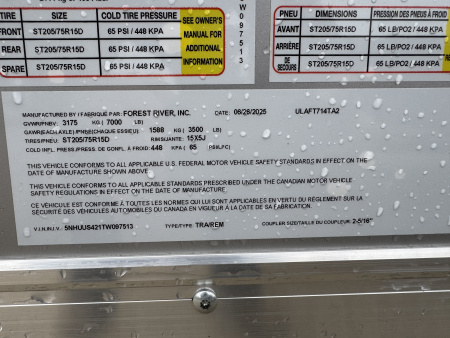 W097513
TIRE SIZE COLD TIRE PRESSURE SEE OWNER'S MANUAL FOR ADDITIONAL INFORMATION
FRONT ST205/75R15D 65 PSI / 448 KPA
REAR ST205/75R15D 65 PSI / 448 KPA
SPARE ST205/75R15D 65 PSI / 448 KPA
PNEU DIMENSIONS PRESSION DES PNEUS À FROID
AVANT ST205/75R15D 65 LB/PO2 / 448 KPA
ARRIÈRE ST205/75R15D 65 LB/PO2 / 448 KPA
DE SECOURS ST205/75R15D 65 LB/PO2 / 448 KPA
MANUFACTURED BY / FABRIQUÉ PAR: FOREST RIVER, INC. DATE 06/26/2025 ULAFT714TA2
GVWR/PNBV: 3175 KG( 7000 LB)
GAWR(EACH AXLE)/PNBE(CHAQUE ESSIEU) 1588 KG ( 3500 LB)
TIRES/PNEU: ST205/75R15D RIMS/JANTE: 15X5J
COLD INFL. PRESS./PRESS. DE GONFL. À FROID: 448 KPA ( 65 PSI/LPC)
THIS VEHICLE CONFORMS TO ALL APPLICABLE U.S. FEDERAL MOTOR VEHICLE SAFETY STANDARDS IN EFFECT ON THE
DATE OF MANUFACTURE SHOWN ABOVE.
THIS VEHICLE CONFORMS TO ALL APPLICABLE STANDARDS PRESCRIBED UNDER THE CANADIAN MOTOR VEHICLE
SAFETY REGULATIONS IN EFFECT ON THE DATE OF MANUFACTURE.
CE VÉHICULE EST CONFORME À TOUTES LES NORMES QUI LUI SONT APPLICABLES EN VERTU DU RÈGLEMENT SUR LA
SÉCURITÉ DES VÉHICULES AUTOMOBILES DU CANADA EN VIGUEUR À LA DATE DE SA FABRICATION.
V.I.N./N.I.V.: 5NHUUS421TW097513 TYPE/TYPE: TRA/REM COUPLER SIZE/TAILLE DU COUPLEUR: 2-5/16"